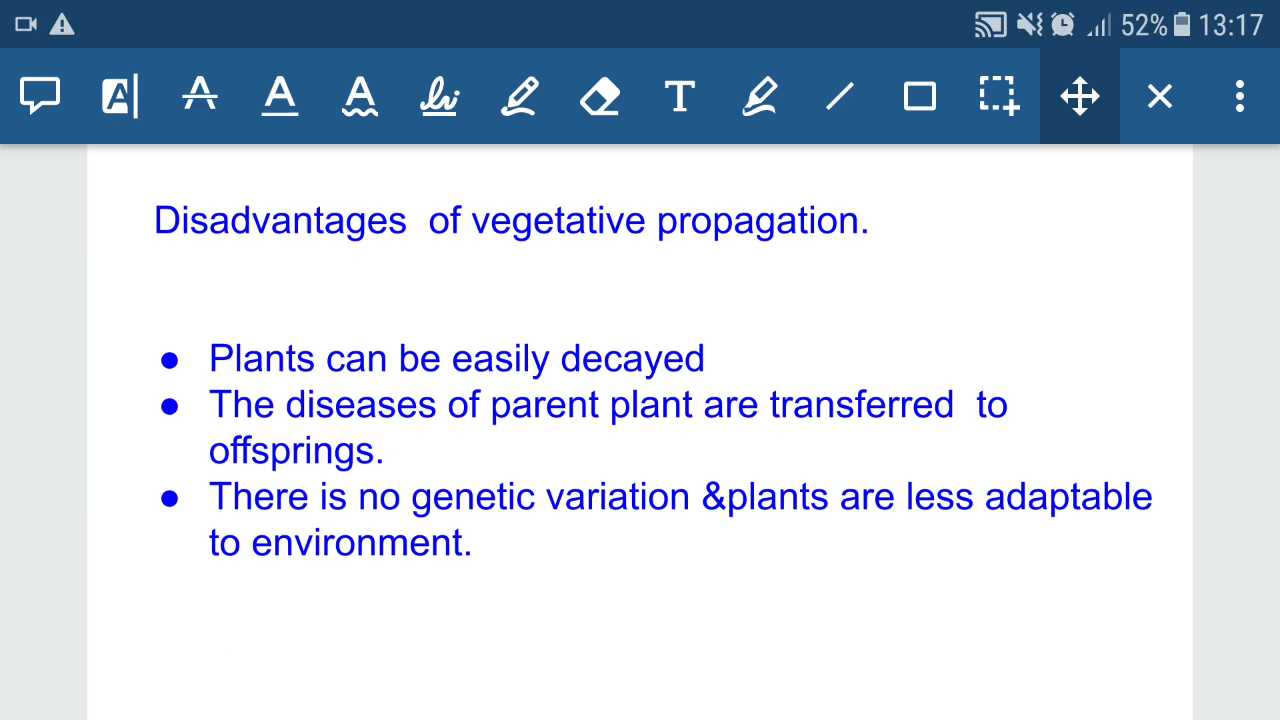 52% 13:17
Disadvantages of vegetative propagation.
● Plants can be easily decayed
● The diseases of parent plant are transferred to
offsprings.
● There is no genetic variation &plants are less adaptable
to environment.